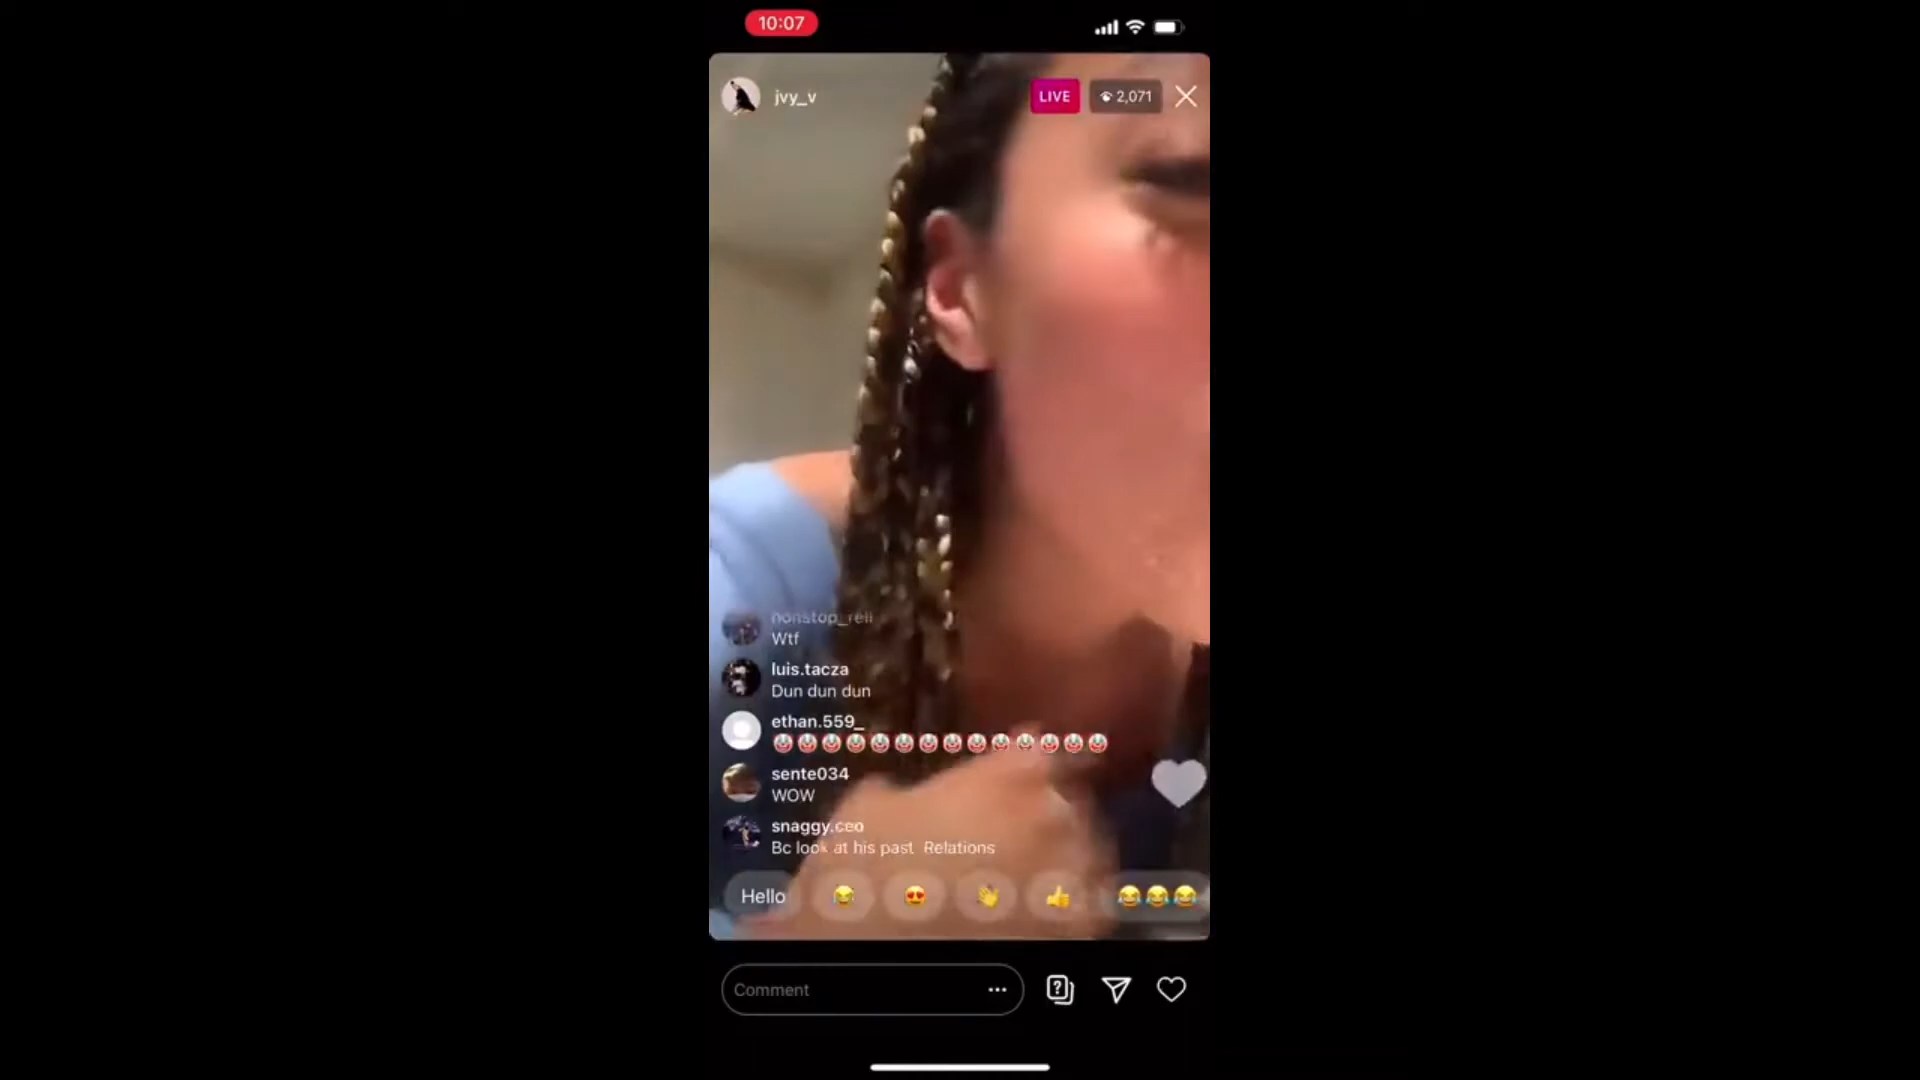 10:07
jvy_v
LIVE
2,071
nonstop_rell
Wtf
luis.tacza
Dun dun dun
ethan.559_
🤡🤡🤡🤡🤡🤡🤡🤡🤡🤡🤡🤡🤡🤡
sente034
WOW
snaggy.ceo
Bc look at his past Relations
Hello 😂 😍 👏 👍 😂😂😂
Comment